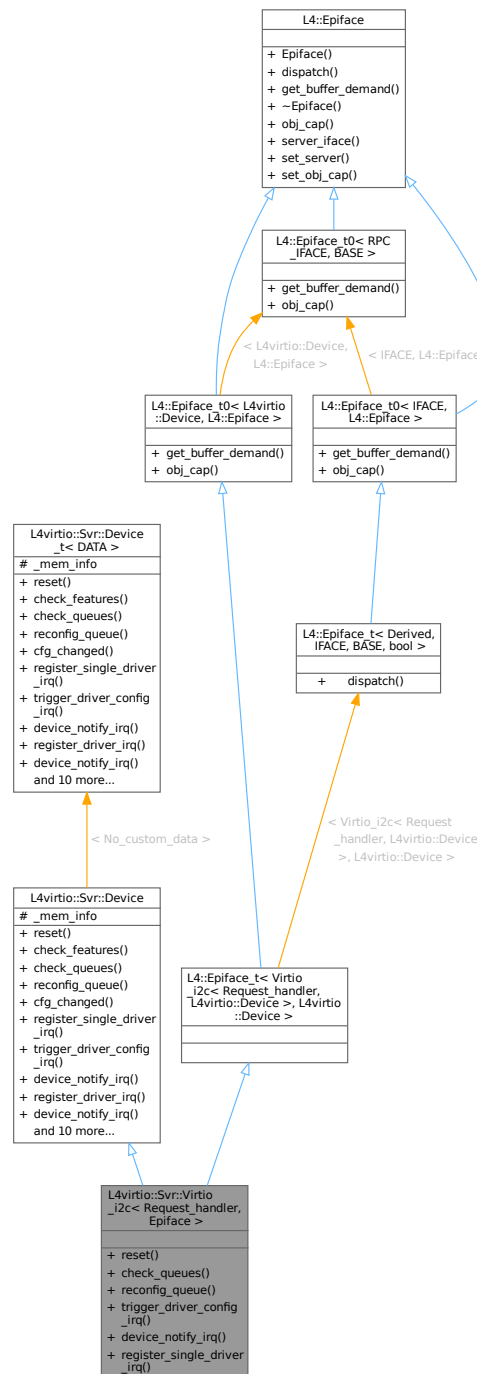 L4::Epiface
+ Epiface()
+ dispatch()
+ get_buffer_demand()
+ ~Epiface()
+ obj_cap()
+ server_iface()
+ set_server()
+ set_obj_cap()
L4::Epiface_t0< RPC
_IFACE, BASE >
+ get_buffer_demand()
+ obj_cap()
< L4virtio::Device,
L4::Epiface >
< IFACE, L4::Epiface
L4::Epiface_t0< L4virtio
::Device, L4::Epiface >
+ get_buffer_demand()
+ obj_cap()
L4::Epiface_t0< IFACE,
L4::Epiface >
+ get_buffer_demand()
+ obj_cap()
L4virtio::Svr::Device
_t< DATA >
# _mem_info
+ reset()
+ check_features()
+ check_queues()
+ reconfig_queue()
+ cfg_changed()
+ register_single_driver
_irq()
+ trigger_driver_config
_irq()
+ device_notify_irq()
+ register_driver_irq()
+ device_notify_irq()
and 10 more...
L4::Epiface_t< Derived,
IFACE, BASE, bool >
+ dispatch()
< No_custom_data >
< Virtio_i2c< Request
_handler, L4virtio::Device
>, L4virtio::Device >
L4virtio::Svr::Device
# _mem_info
+ reset()
+ check_features()
+ check_queues()
+ reconfig_queue()
+ cfg_changed()
+ register_single_driver
_irq()
+ trigger_driver_config
_irq()
+ device_notify_irq()
+ register_driver_irq()
+ device_notify_irq()
and 10 more...
L4::Epiface_t< Virtio
_i2c< Request_handler,
L4virtio::Device >, L4virtio
::Device >
L4virtio::Svr::Virtio
_i2c< Request_handler,
Epiface >
+ reset()
+ check_queues()
+ reconfig_queue()
+ trigger_driver_config
_irq()
+ device_notify_irq()
+ register_single_driver
_irq()